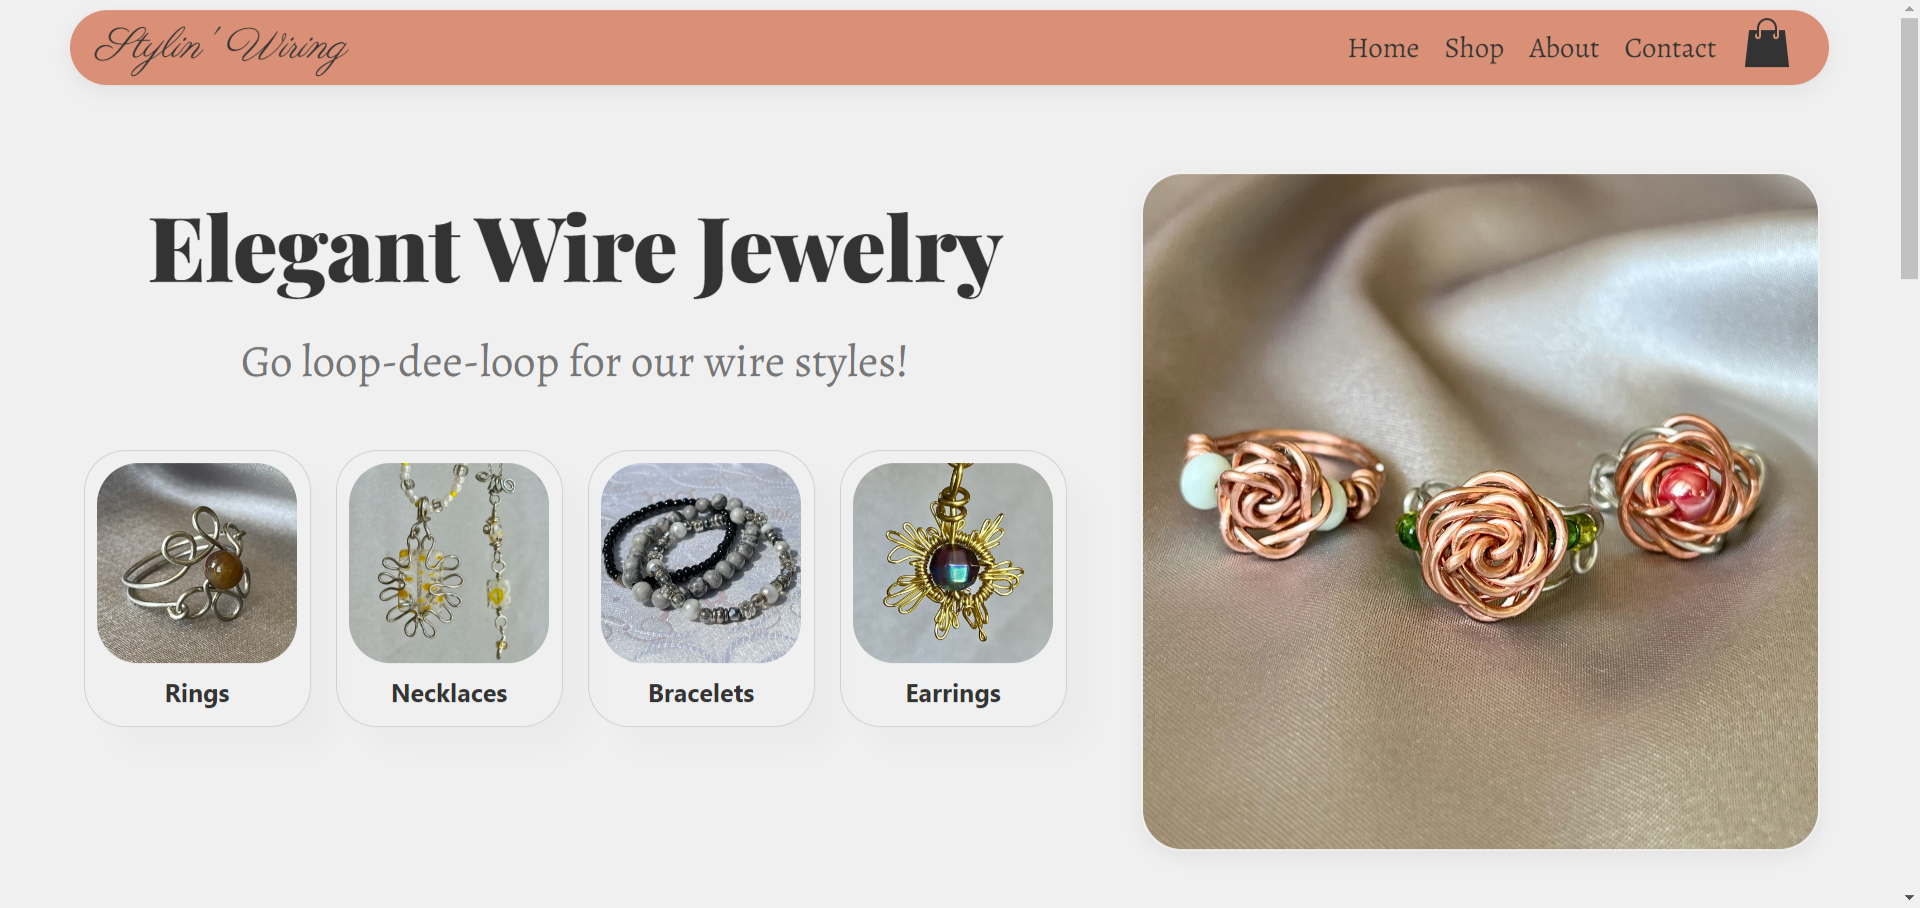 Stylin' Wiring
Home Shop About Contact
Elegant Wire Jewelry
Go loop-dee-loop for our wire styles!
Rings Necklaces Bracelets Earrings